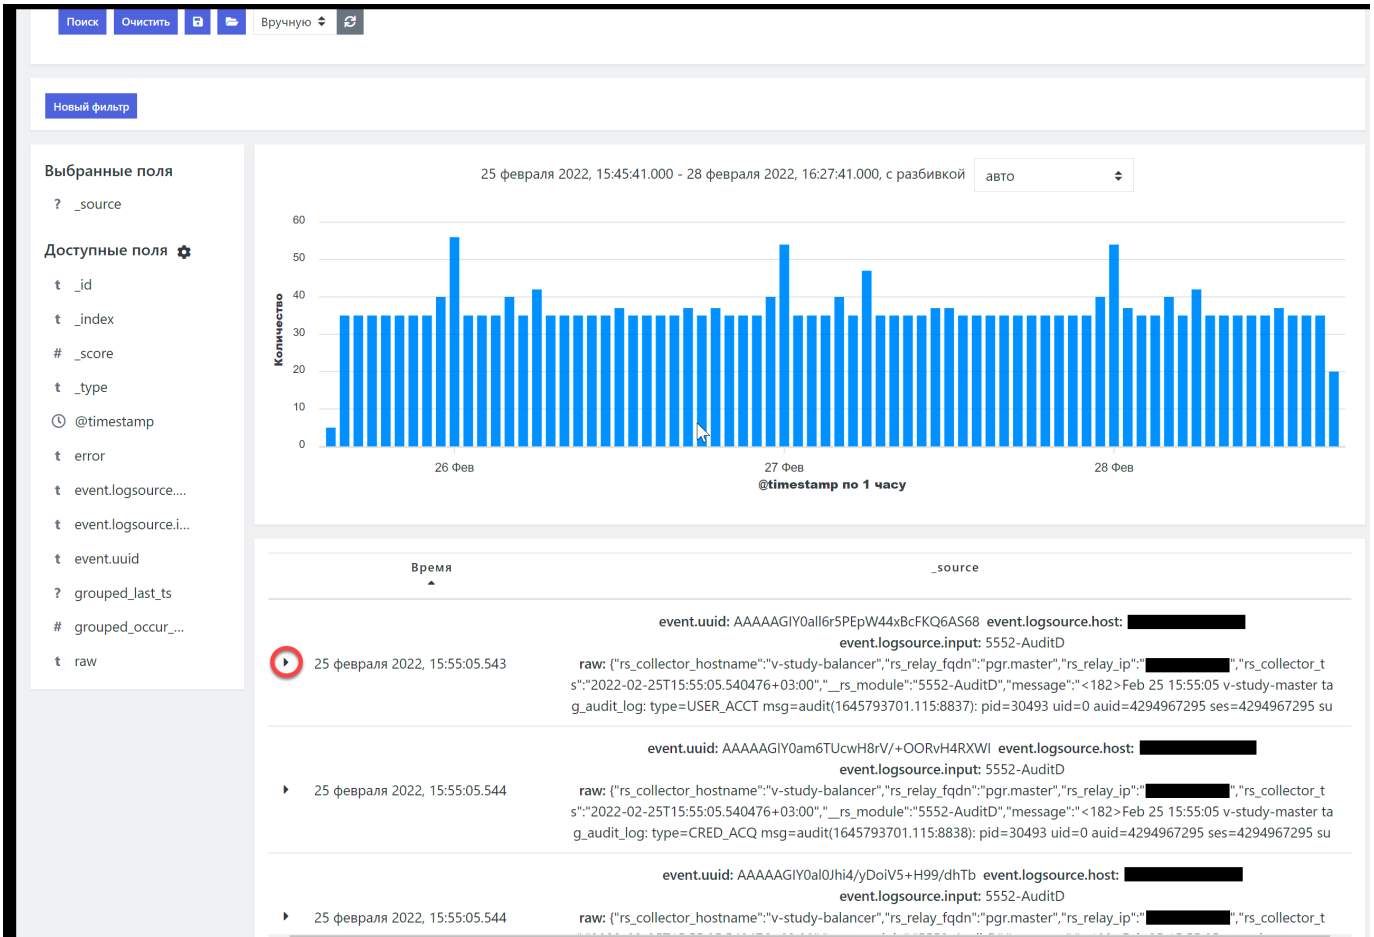 Поиск Очистить Вручную
Новый фильтр
Выбранные поля
? _source
Доступные поля
t _id
t _index
# _score
t _type
@timestamp
t error
t event.logsource....
t event.logsource.i...
t event.uuid
? grouped_last_ts
# grouped_occur_...
t raw
25 февраля 2022, 15:45:41.000 - 28 февраля 2022, 16:27:41.000, с разбивкой авто
60
50
40
30
20
10
0
Количество
26 Фев 27 Фев 28 Фев
@timestamp по 1 часу
Время _source
event.uuid: AAAAAGIY0all6r5PEpW44xBcFKQ6AS68 event.logsource.host:
event.logsource.input: 5552-AuditD
25 февраля 2022, 15:55:05.543 raw: {"rs_collector_hostname":"v-study-balancer","rs_relay_fqdn":"pgr.master","rs_relay_ip":" ","rs_collector_t
s":"2022-02-25T15:55:05.540476+03:00","__rs_module":"5552-AuditD","message":"<182>Feb 25 15:55:05 v-study-master ta
g_audit_log: type=USER_ACCT msg=audit(1645793701.115:8837): pid=30493 uid=0 auid=4294967295 ses=4294967295 su
event.uuid: AAAAAGIY0am6TUcwH8rV/+OORvH4RXWI event.logsource.host:
event.logsource.input: 5552-AuditD
25 февраля 2022, 15:55:05.544 raw: {"rs_collector_hostname":"v-study-balancer","rs_relay_fqdn":"pgr.master","rs_relay_ip":" ","rs_collector_t
s":"2022-02-25T15:55:05.540476+03:00","__rs_module":"5552-AuditD","message":"<182>Feb 25 15:55:05 v-study-master ta
g_audit_log: type=CRED_ACQ msg=audit(1645793701.115:8838): pid=30493 uid=0 auid=4294967295 ses=4294967295 su
event.uuid: AAAAAGIY0al0Jhi4/yDoiV5+H99/dhTb event.logsource.host:
event.logsource.input: 5552-AuditD
25 февраля 2022, 15:55:05.544 raw: {"rs_collector_hostname":"v-study-balancer","rs_relay_fqdn":"pgr.master","rs_relay_ip":" ","rs_collector_t